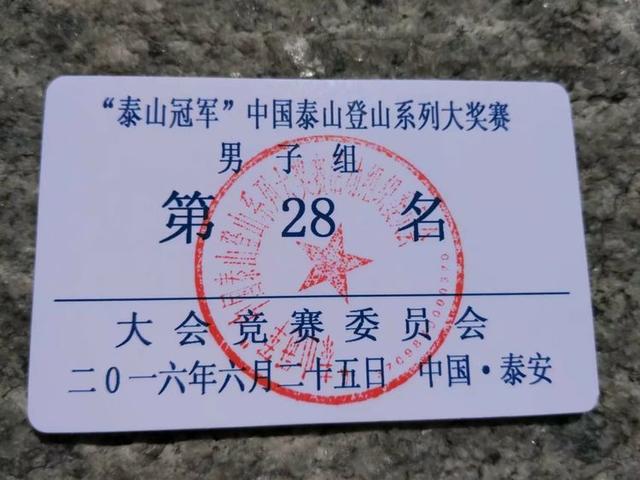 “泰山冠军”中国泰山登山系列大奖赛
男子组
第 28 名
大会竞赛委员会
二0一六年六月二十五日 中国·泰安